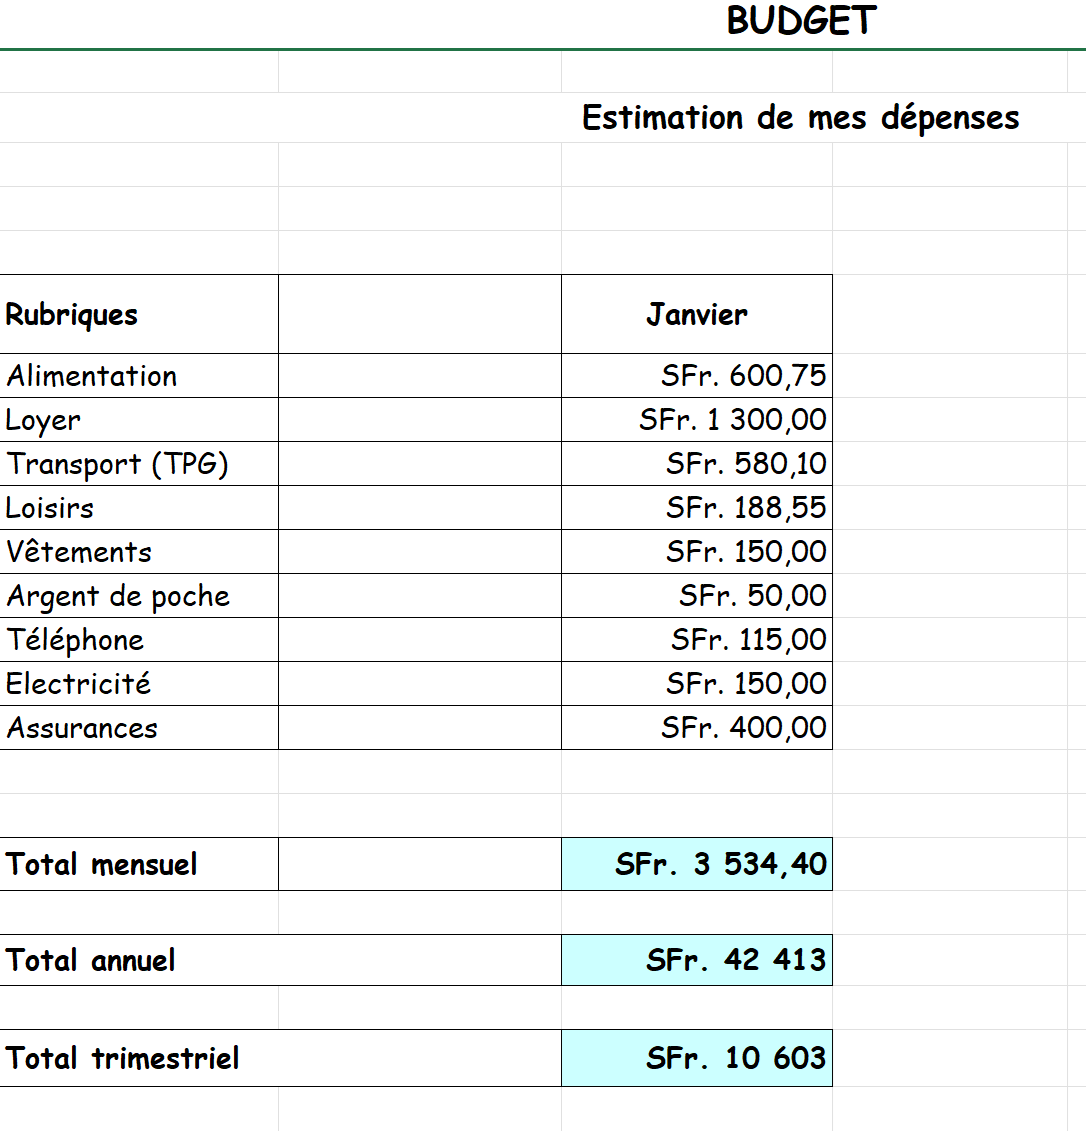 BUDGET
Estimation de mes dépenses
Rubriques Janvier
Alimentation SFr. 600,75
Loyer SFr. 1 300,00
Transport (TPG) SFr. 580,10
Loisirs SFr. 188,55
Vêtements SFr. 150,00
Argent de poche SFr. 50,00
Téléphone SFr. 115,00
Electricité SFr. 150,00
Assurances SFr. 400,00
Total mensuel SFr. 3 534,40
Total annuel SFr. 42 413
Total trimestriel SFr. 10 603